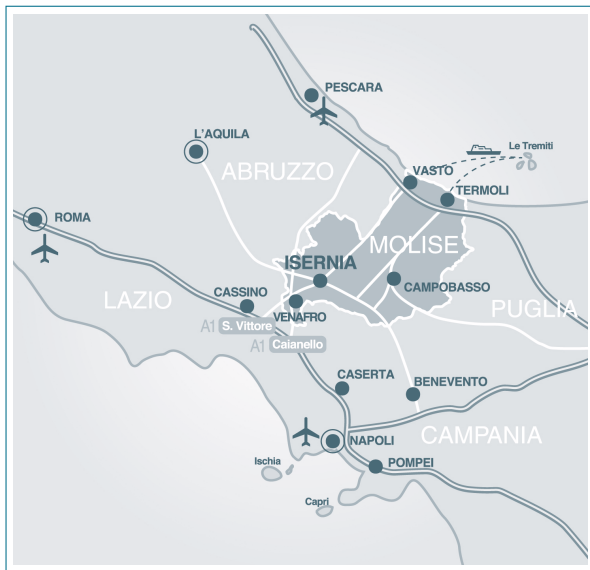 PESCARA
L'AQUILA
Le Tremiti
ABRUZZO
VASTO
TERMOLI
ROMA
MOLISE
ISERNIA
CAMPOBASSO
CASSINO
LAZIO
VENAFRO
PUGLIA
A1 S. Vittore
A1 Caianello
CASERTA
BENEVENTO
CAMPANIA
NAPOLI
Ischia
POMPEI
Capri